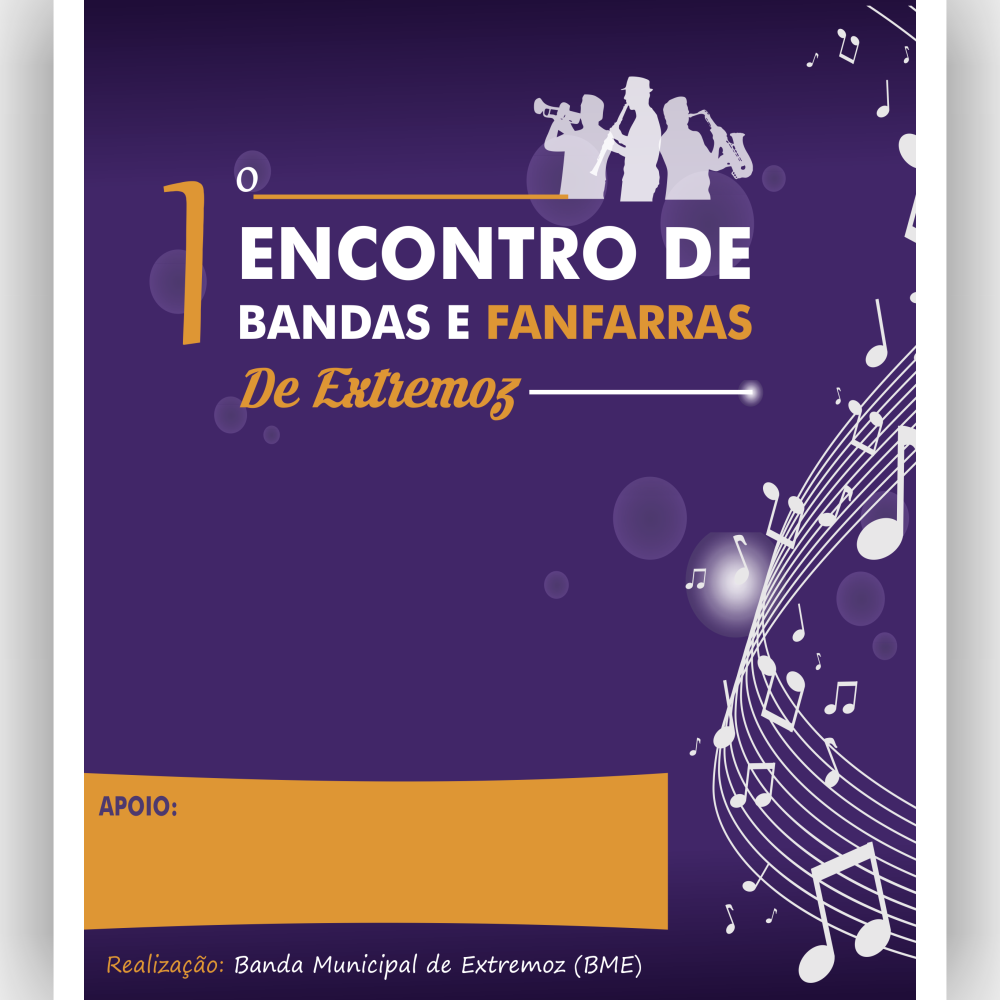 1º
ENCONTRO DE
BANDAS E FANFARRAS
De Extremoz
APOIO:
Realização: Banda Municipal de Extremoz (BME)